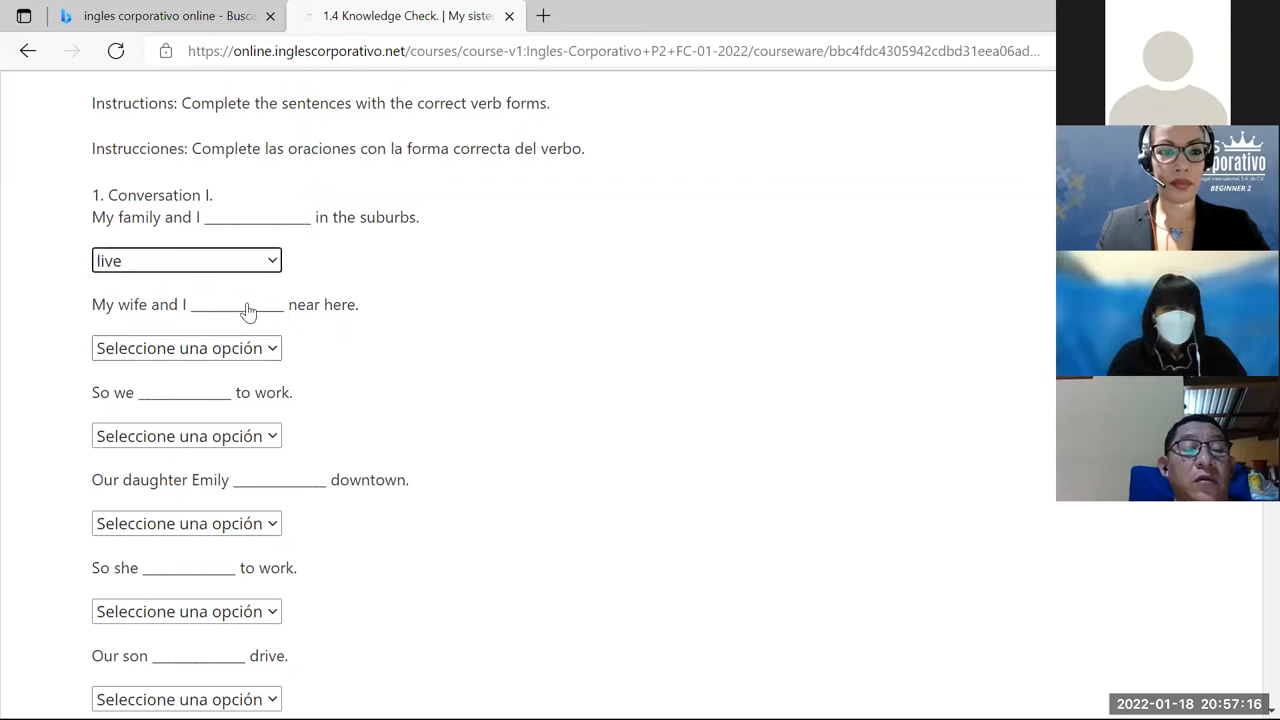 ingles corporativo online - Busca
1.4 Knowledge Check. | My siste
https://online.inglescorporativo.net/courses/course-v1:Ingles-Corporativo+P2+FC-01-2022/courseware/bbc4fdc4305942cdbd31eea06ad...
Instructions: Complete the sentences with the correct verb forms.
Instrucciones: Complete las oraciones con la forma correcta del verbo.
1. Conversation I.
My family and I _____________ in the suburbs.
live
My wife and I ____________ near here.
Seleccione una opción
So we ____________ to work.
Seleccione una opción
Our daughter Emily ____________ downtown.
Seleccione una opción
So she ____________ to work.
Seleccione una opción
Our son ____________ drive.
Seleccione una opción
BEGINNER 2
2022-01-18 20:57:16